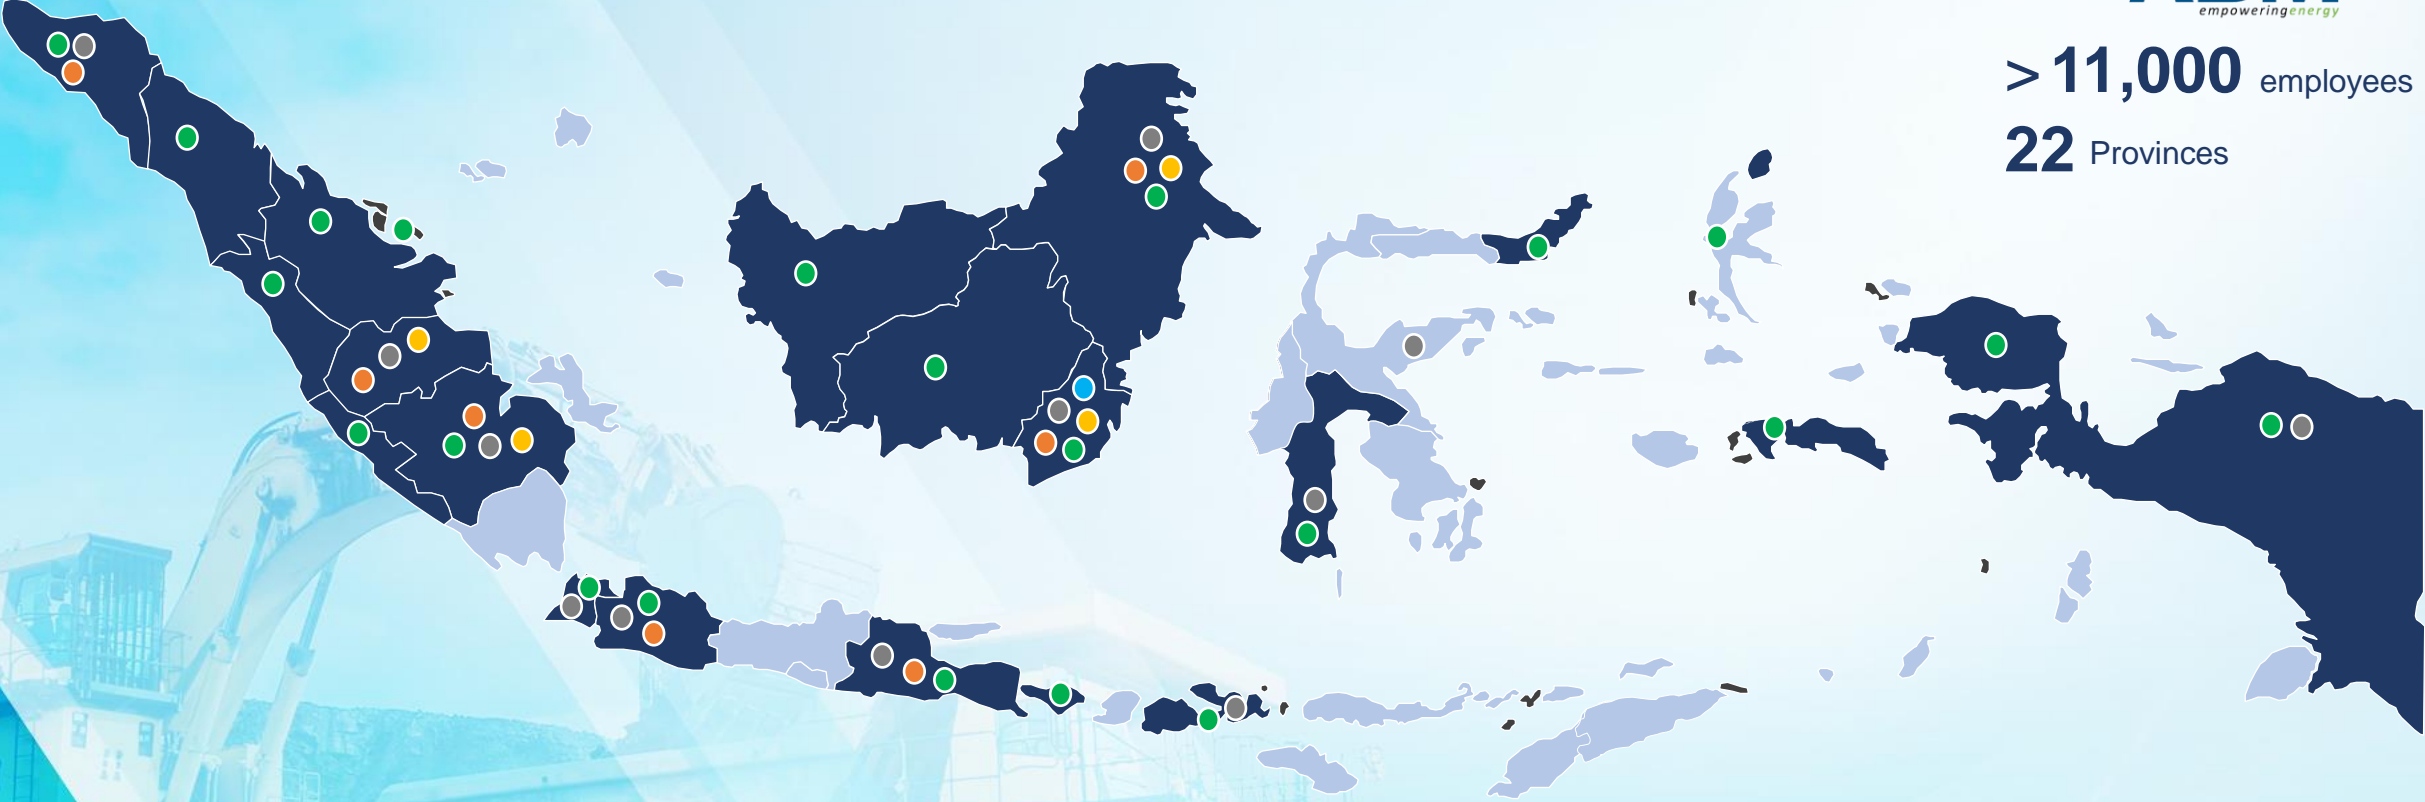 empoweringenergy
> 11,000 employees
22 Provinces